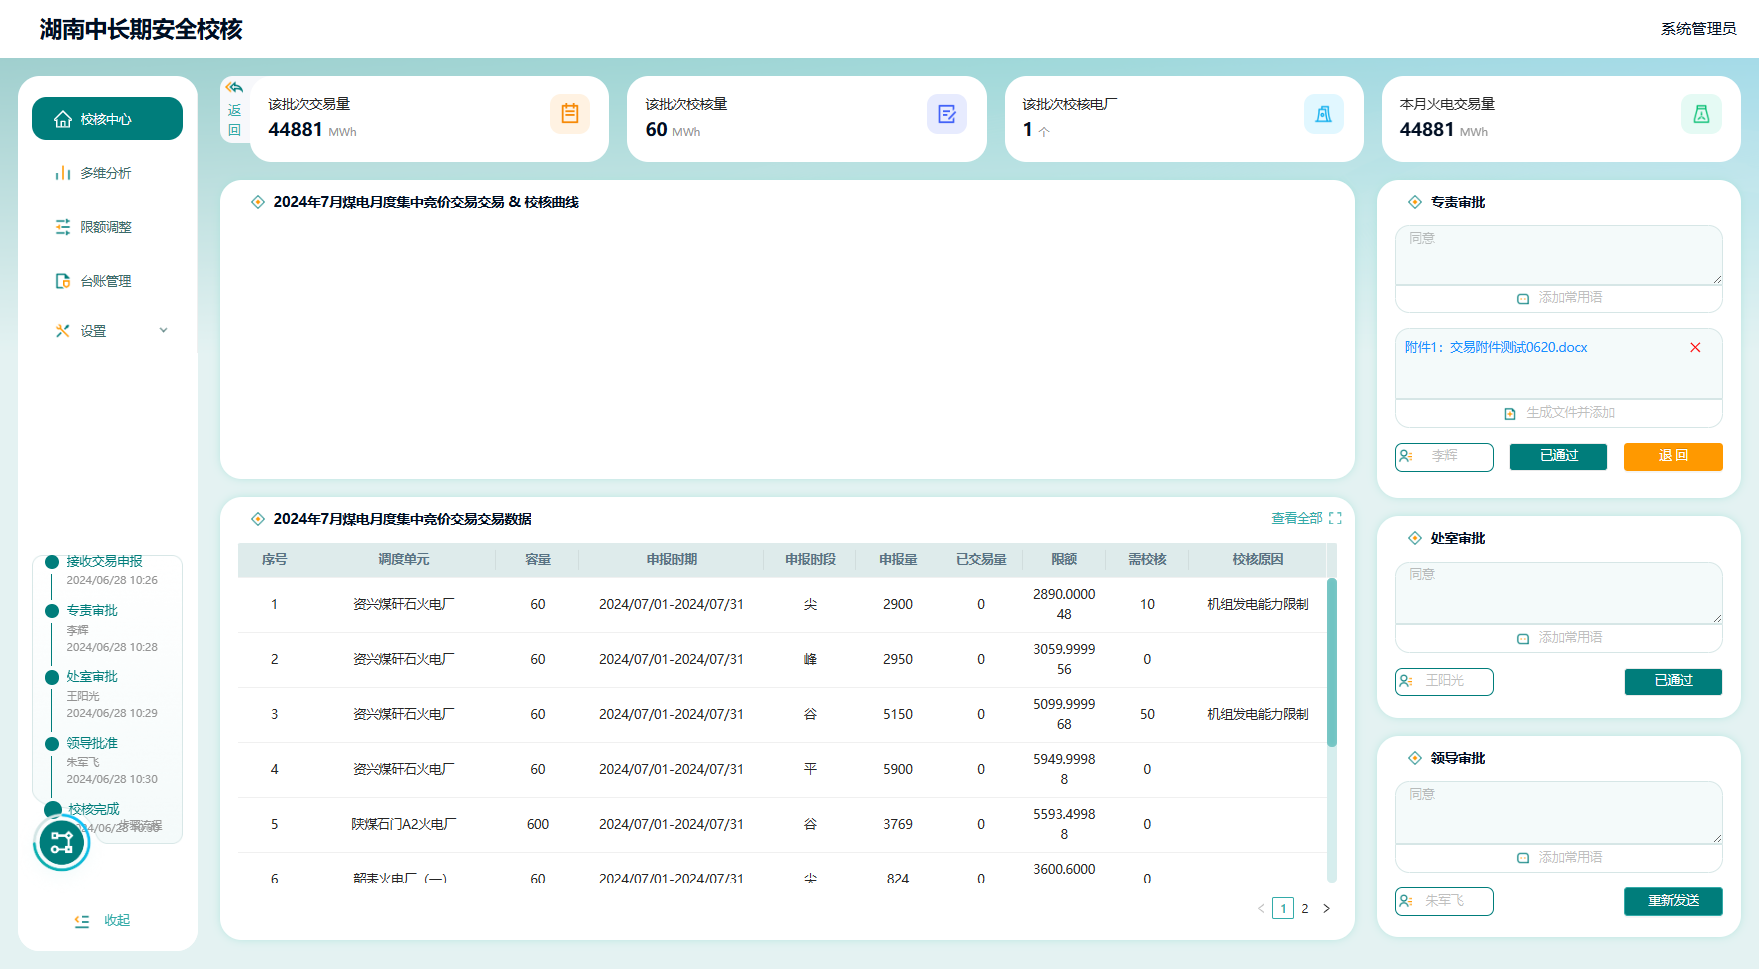 湖南中长期安全校核
系统管理员
校核中心
多维分析
限额调整
台账管理
设置
接收交易申报
2024/06/28 10:26
专责审批
李辉
2024/06/28 10:28
处室审批
王阳光
2024/06/28 10:29
领导批准
朱军飞
2024/06/28 10:30
校核完成
步骤流程
收起
返回
该批次交易量
44881 MWh
该批次校核量
60 MWh
该批次校核电厂
1 个
本月火电交易量
44881 MWh
2024年7月煤电月度集中竞价交易交易 & 校核曲线
2024年7月煤电月度集中竞价交易交易数据
查看全部
序号 调度单元 容量 申报时期 申报时段 申报量 已交易量 限额 需校核 校核原因
1 资兴煤矸石火电厂 60 2024/07/01-2024/07/31 尖 2900 0 2890.000048 10 机组发电能力限制
2 资兴煤矸石火电厂 60 2024/07/01-2024/07/31 峰 2950 0 3059.999956 0
3 资兴煤矸石火电厂 60 2024/07/01-2024/07/31 谷 5150 0 5099.999968 50 机组发电能力限制
4 资兴煤矸石火电厂 60 2024/07/01-2024/07/31 平 5900 0 5949.99988 0
5 陕煤石门A2火电厂 600 2024/07/01-2024/07/31 谷 3769 0 5593.49988 0
6 韶耒火电厂（一） 60 2024/07/01-2024/07/31 尖 824 0 3600.6000 0
< 1 2 >
专责审批
同意
添加常用语
附件1：交易附件测试0620.docx
生成文件并添加
李辉
已通过
退回
处室审批
同意
添加常用语
王阳光
已通过
领导审批
同意
添加常用语
朱军飞
重新发送